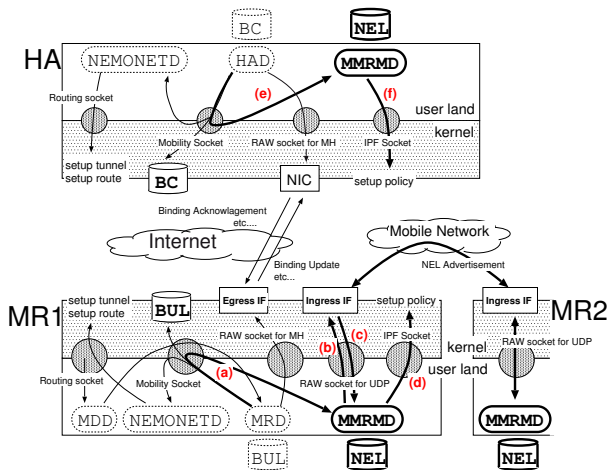 BC
NEL
HA
NEMONETD
HAD
MMRMD
(e)
(f)
Routing socket
user land
kernel
Mobility Socket
RAW socket for MH
IPF Socket
setup tunnel
setup route
BC
NIC
setup policy
Binding Acknowlagement
etc....
Internet
Mobile Network
NEL Advertisement
Binding Update
etc...
MR1
setup tunnel
setup route
BUL
Egress IF
Ingress IF
setup policy
Ingress IF
MR2
RAW socket for MH
(b)
(c)
IPF Socket
kernel
RAW socket for UDP
user land
Routing socket
Mobility Socket
(a)
RAW socket for UDP
(d)
MDD
NEMONETD
MRD
MMRMD
MMRMD
BUL
NEL
NEL